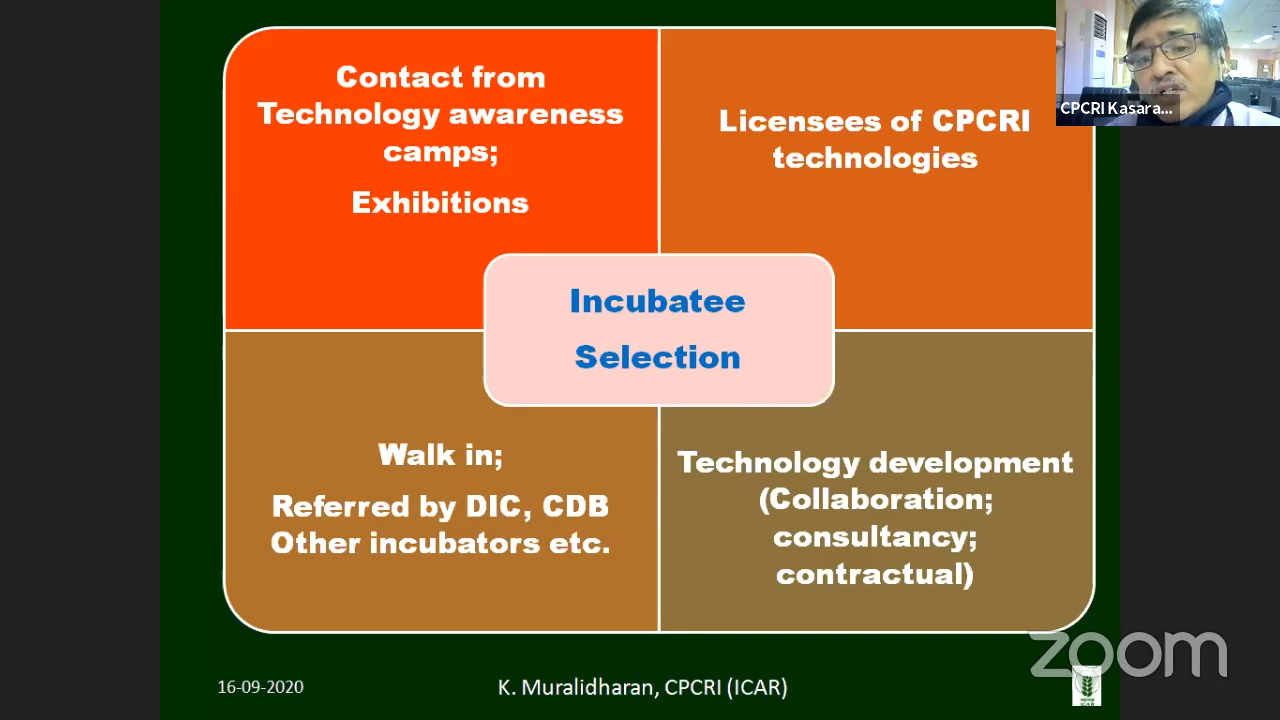 Contact from
Technology awareness
camps;
Exhibitions
Licensees of CPCRI
technologies
CPCRI Kasara...
Incubatee
Selection
Walk in;
Referred by DIC, CDB
Other incubators etc.
Technology development
(Collaboration;
consultancy;
contractual)
zoom
16-09-2020
K. Muralidharan, CPCRI (ICAR)
ICAR